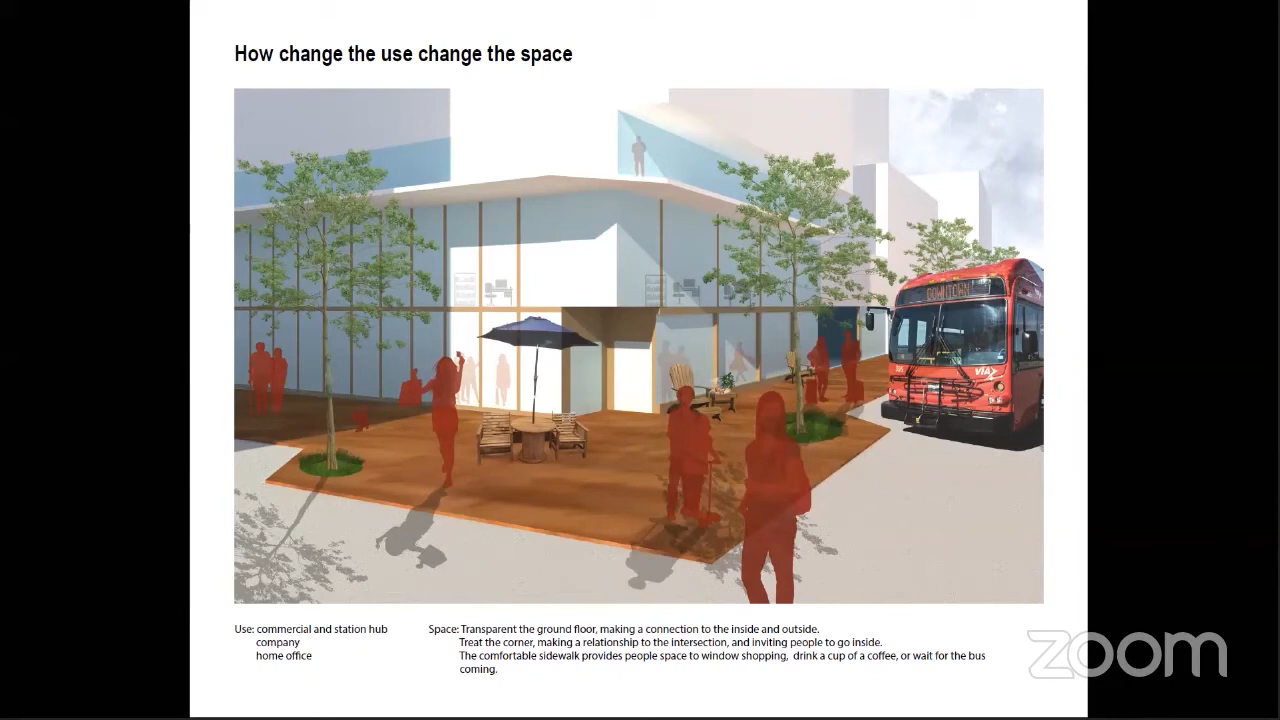 How change the use change the space
DOWNTOWN
VIA
Use: commercial and station hub
company
home office
Space: Transparent the ground floor, making a connection to the inside and outside.
Treat the corner, making a relationship to the intersection, and inviting people to go inside.
The comfortable sidewalk provides people space to window shopping, drink a cup of a coffee, or wait for the bus
coming.
zoom